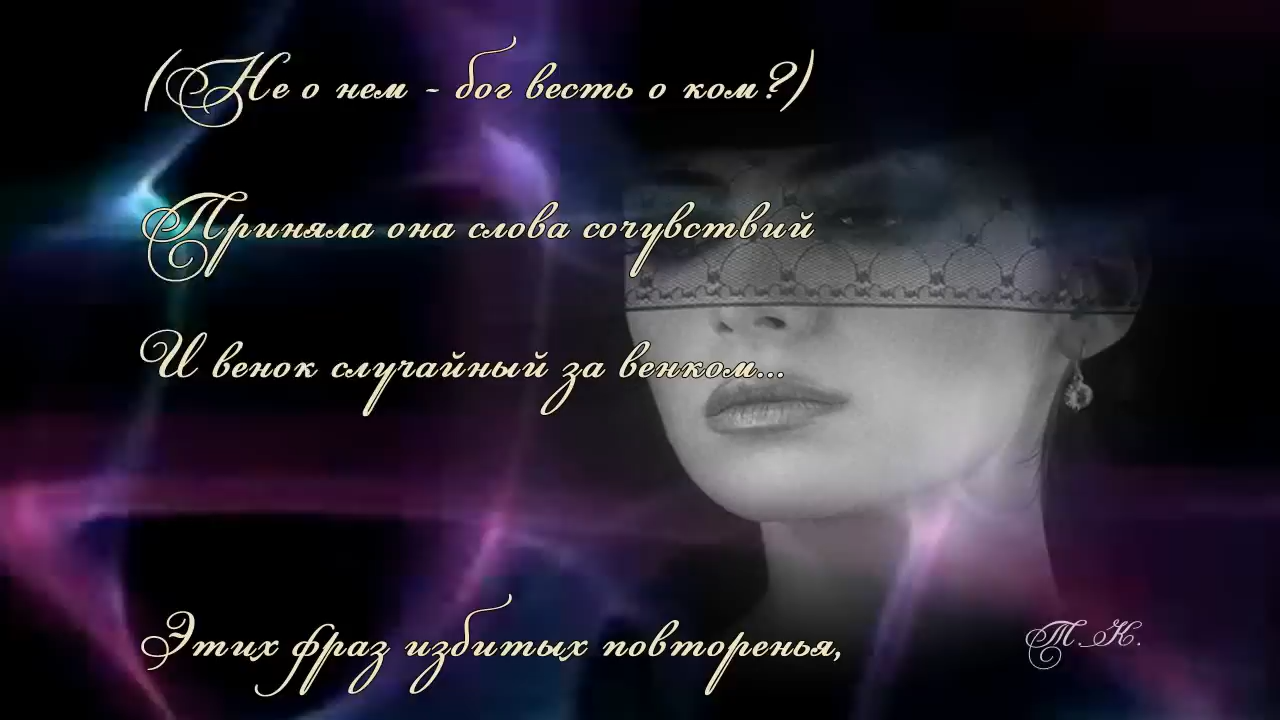 (Не о нем - бог весть о ком?)
Приняла она слова сочувствий
И венок случайный за венком...
Этих фраз избитых повторенья,
Т. К.